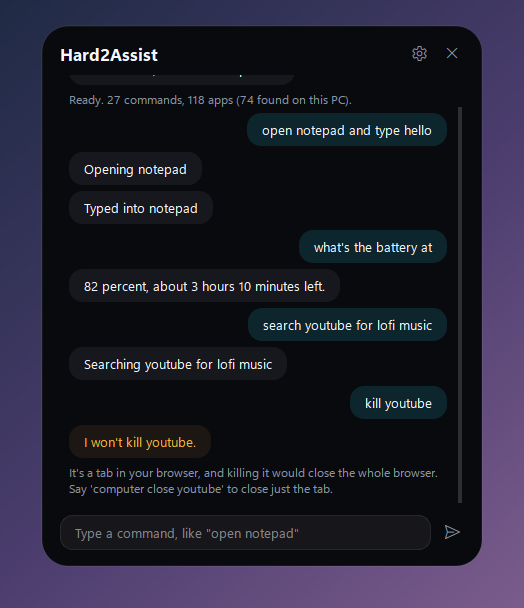 Hard2Assist
Ready. 27 commands, 118 apps (74 found on this PC).
open notepad and type hello
Opening notepad
Typed into notepad
what's the battery at
82 percent, about 3 hours 10 minutes left.
search youtube for lofi music
Searching youtube for lofi music
kill youtube
I won't kill youtube.
It's a tab in your browser, and killing it would close the whole browser.
Say 'computer close youtube' to close just the tab.
Type a command, like "open notepad"